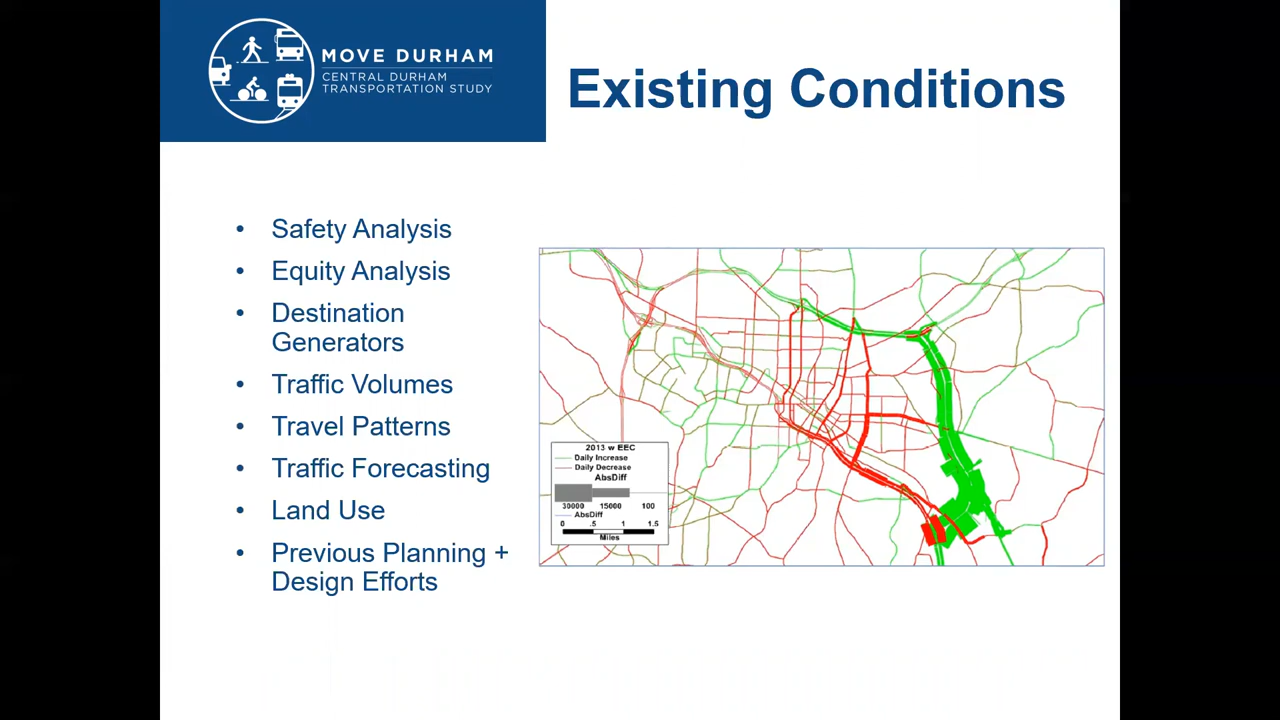 MOVE DURHAM
CENTRAL DURHAM
TRANSPORTATION STUDY
Existing Conditions
• Safety Analysis
• Equity Analysis
• Destination
Generators
• Traffic Volumes
• Travel Patterns
• Traffic Forecasting
• Land Use
• Previous Planning +
Design Efforts
2013 w EEC
Daily Increase
Daily Decrease
AbsDiff
30000 15000 100
AbsDiff
0 .5 1 1.5
Miles